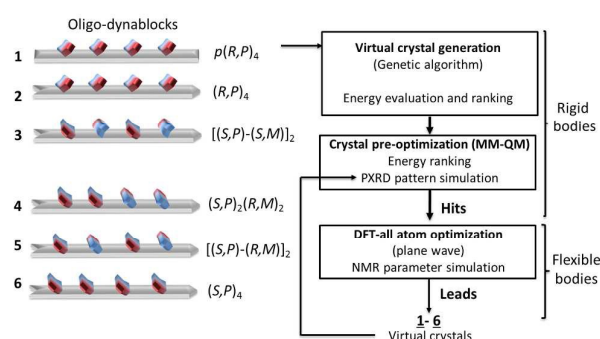 Oligo-dynablocks
1 p(R,P)4
2 (R,P)4
3 [(S,P)-(S,M)]2
4 (S,P)2(R,M)2
5 [(S,P)-(R,M)]2
6 (S,P)4
Virtual crystal generation
(Genetic algorithm)
Energy evaluation and ranking
Crystal pre-optimization (MM-QM)
Energy ranking
PXRD pattern simulation
Rigid
bodies
Hits
DFT-all atom optimization
(plane wave)
NMR parameter simulation
Flexible
bodies
Leads
1- 6
Virtual crystals